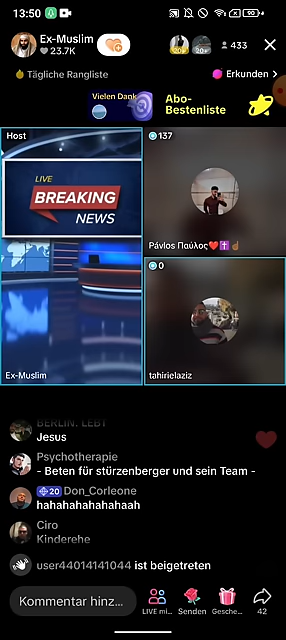 13:50
Ex-Muslim
23.7K
433
Tägliche Rangliste
Erkunden >
Vielen Dank
Abo-
Bestenliste
Host
LIVE
BREAKING
NEWS
Ex-Muslim
137
Pávlos Παύλος❤️✝️☝️
0
tahirielaziz
BERLIN. LEBT
Jesus
Psychotherapie
- Beten für stürzenberger und sein Team -
20 Don_Corleone
hahahahahahahaah
Ciro
Kinderehe
user44014141044 ist beigetreten
Kommentar hinz...
LIVE mi...
Senden
Gesche...
42